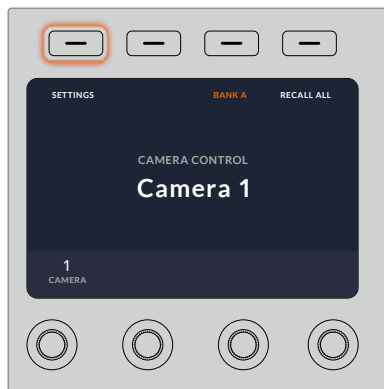 SETTINGS BANK A RECALL ALL
CAMERA CONTROL
Camera 1
1
CAMERA